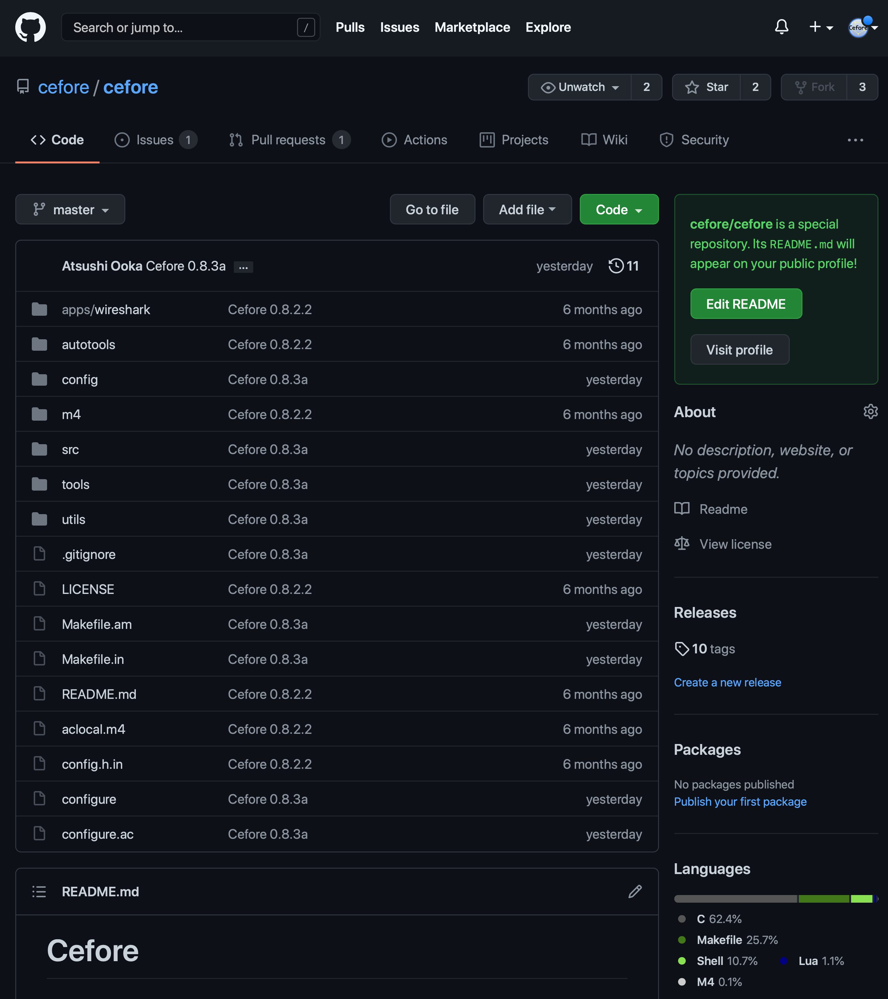 Search or jump to... /
Pulls Issues Marketplace Explore
Cefore
cefore / cefore
Unwatch 2
Star 2
Fork 3
Code
Issues 1
Pull requests 1
Actions
Projects
Wiki
Security
...
master
Go to file
Add file
Code
Atsushi Ooka Cefore 0.8.3a ... yesterday 11
apps/wireshark Cefore 0.8.2.2 6 months ago
autotools Cefore 0.8.2.2 6 months ago
config Cefore 0.8.3a yesterday
m4 Cefore 0.8.2.2 6 months ago
src Cefore 0.8.3a yesterday
tools Cefore 0.8.3a yesterday
utils Cefore 0.8.3a yesterday
.gitignore Cefore 0.8.3a yesterday
LICENSE Cefore 0.8.2.2 6 months ago
Makefile.am Cefore 0.8.3a yesterday
Makefile.in Cefore 0.8.3a yesterday
README.md Cefore 0.8.2.2 6 months ago
aclocal.m4 Cefore 0.8.2.2 6 months ago
config.h.in Cefore 0.8.2.2 6 months ago
configure Cefore 0.8.3a yesterday
configure.ac Cefore 0.8.3a yesterday
README.md
Cefore
cefore/cefore is a special
repository. Its README.md will
appear on your public profile!
Edit README
Visit profile
About
No description, website, or
topics provided.
Readme
View license
Releases
10 tags
Create a new release
Packages
No packages published
Publish your first package
Languages
C 62.4%
Makefile 25.7%
Shell 10.7% Lua 1.1%
M4 0.1%